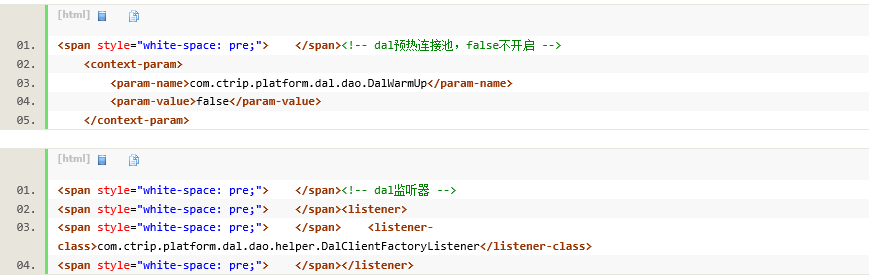 [html]
01. <span style="white-space: pre;">    </span><!-- dal预热连接池，false不开启 -->
02.     <context-param>
03.         <param-name>com.ctrip.platform.dal.dao.DalWarmUp</param-name>
04.         <param-value>false</param-value>
05.     </context-param>
[html]
01. <span style="white-space: pre;">    </span><!-- dal监听器 -->
02. <span style="white-space: pre;">    </span><listener>
03. <span style="white-space: pre;">    </span>    <listener-
class>com.ctrip.platform.dal.dao.helper.DalClientFactoryListener</listener-class>
04. <span style="white-space: pre;">    </span></listener>